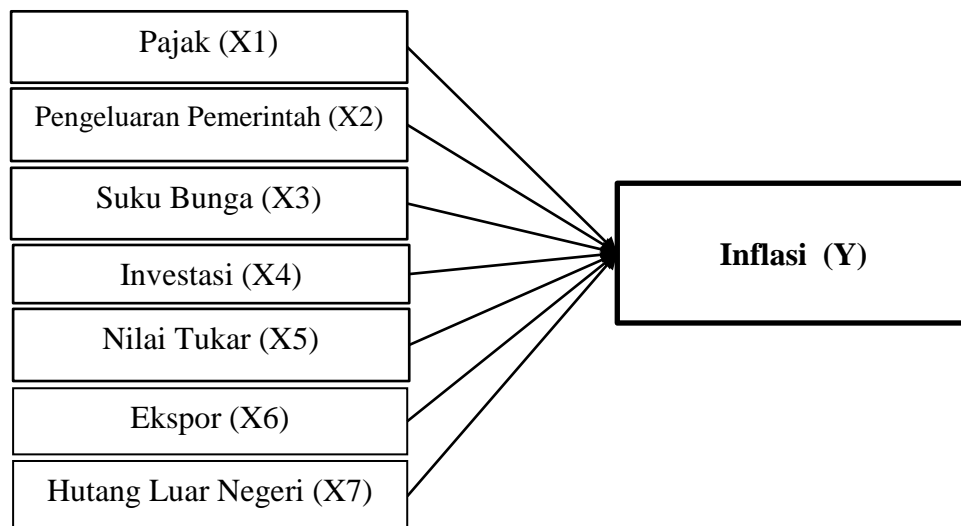 Pajak (X1)
Pengeluaran Pemerintah (X2)
Suku Bunga (X3)
Investasi (X4)
Nilai Tukar (X5)
Ekspor (X6)
Hutang Luar Negeri (X7)
Inflasi (Y)